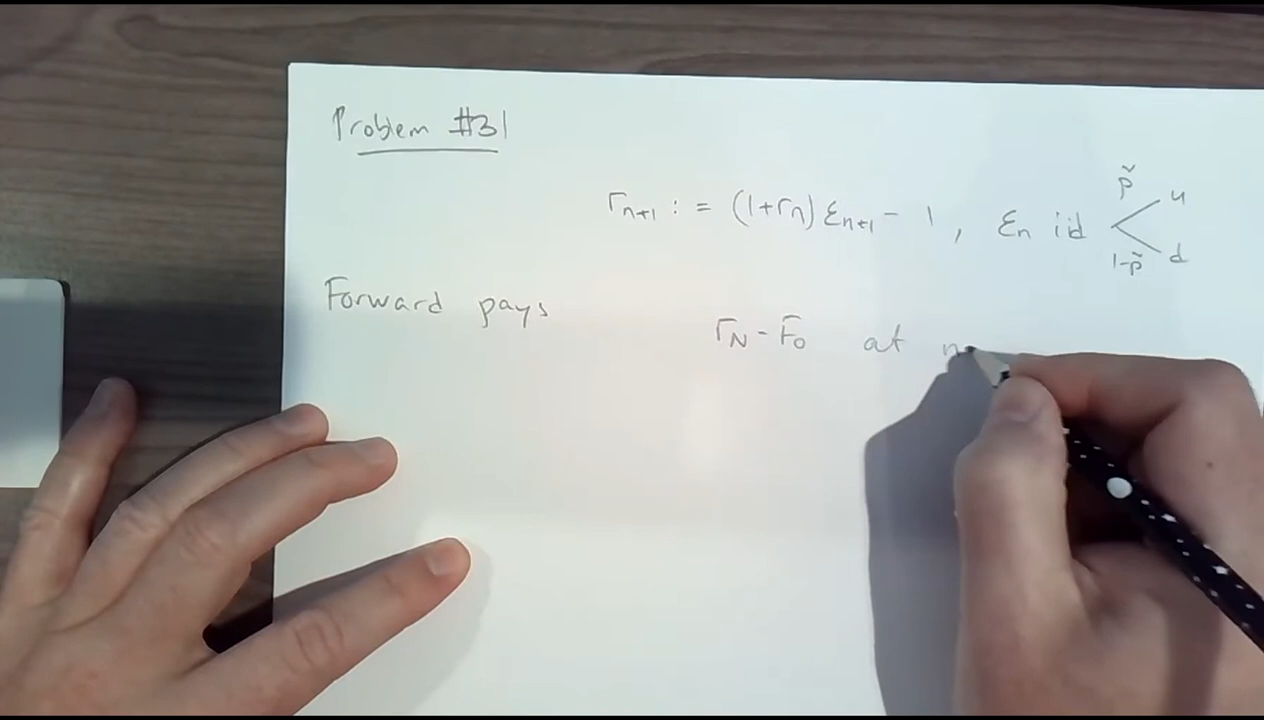 Problem #31
r_{n+1} := (1+r_n) ε_{n+1} - 1, ε_n iid p̃ u
1-p̃ d
Forward pays
r_N - F_0 at